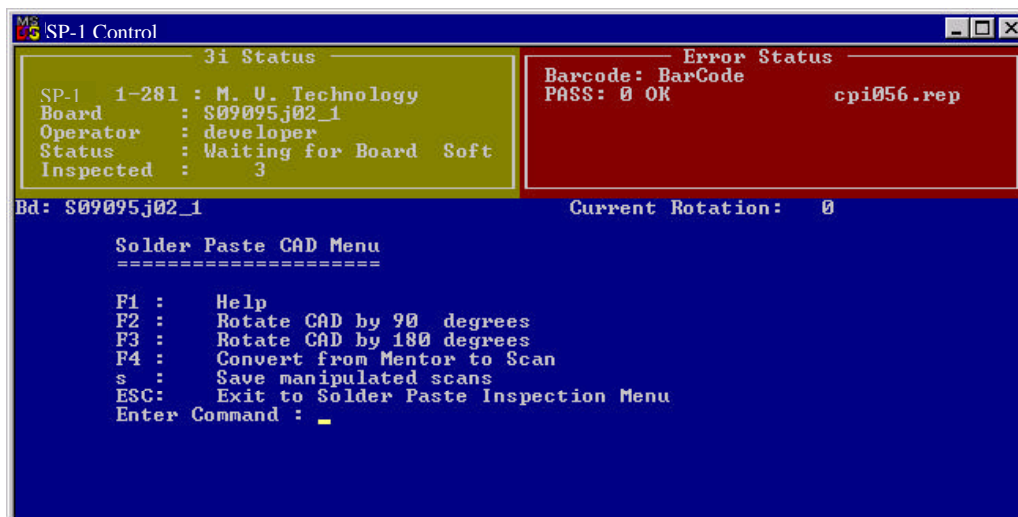 SP-1 Control
3i Status
SP-1 1-281 : M. V. Technology
Board : S09095j02_1
Operator : developer
Status : Waiting for Board Soft
Inspected : 3
Error Status
Barcode: BarCode
PASS: 0 OK cpi056.rep
Bd: S09095j02_1 Current Rotation: 0
Solder Paste CAD Menu
=====================
F1 : Help
F2 : Rotate CAD by 90 degrees
F3 : Rotate CAD by 180 degrees
F4 : Convert from Mentor to Scan
s : Save manipulated scans
ESC: Exit to Solder Paste Inspection Menu
Enter Command : _